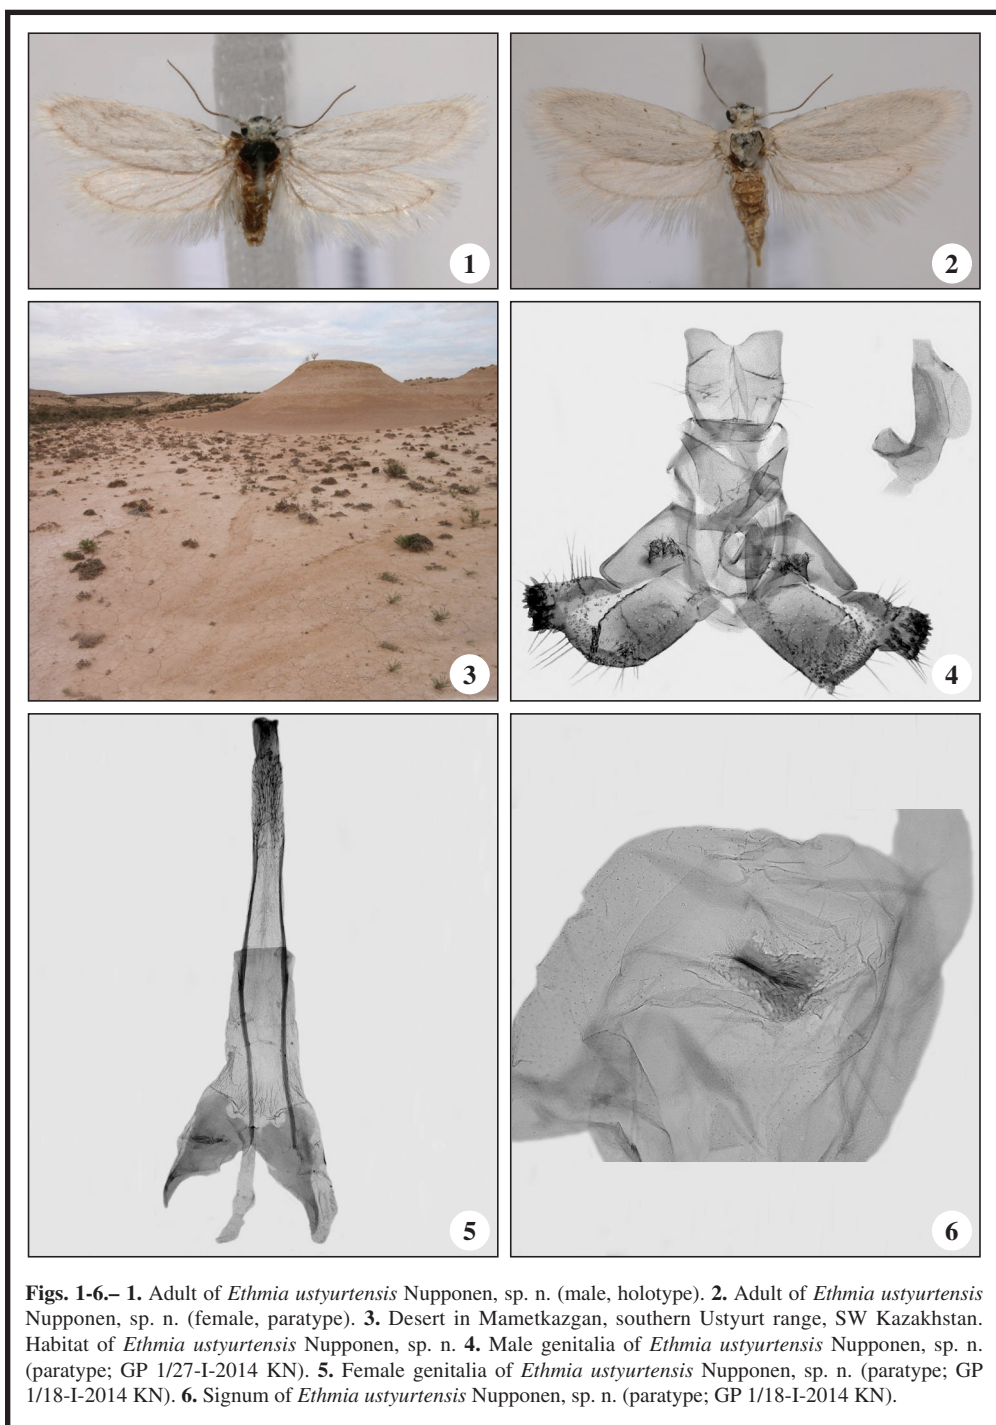 1
2
3
4
5
6
Figs. 1-6.– 1. Adult of Ethmia ustyurtensis Nupponen, sp. n. (male, holotype). 2. Adult of Ethmia ustyurtensis
Nupponen, sp. n. (female, paratype). 3. Desert in Mametkazgan, southern Ustyurt range, SW Kazakhstan.
Habitat of Ethmia ustyurtensis Nupponen, sp. n. 4. Male genitalia of Ethmia ustyurtensis Nupponen, sp. n.
(paratype; GP 1/27-I-2014 KN). 5. Female genitalia of Ethmia ustyurtensis Nupponen, sp. n. (paratype; GP
1/18-I-2014 KN). 6. Signum of Ethmia ustyurtensis Nupponen, sp. n. (paratype; GP 1/18-I-2014 KN).